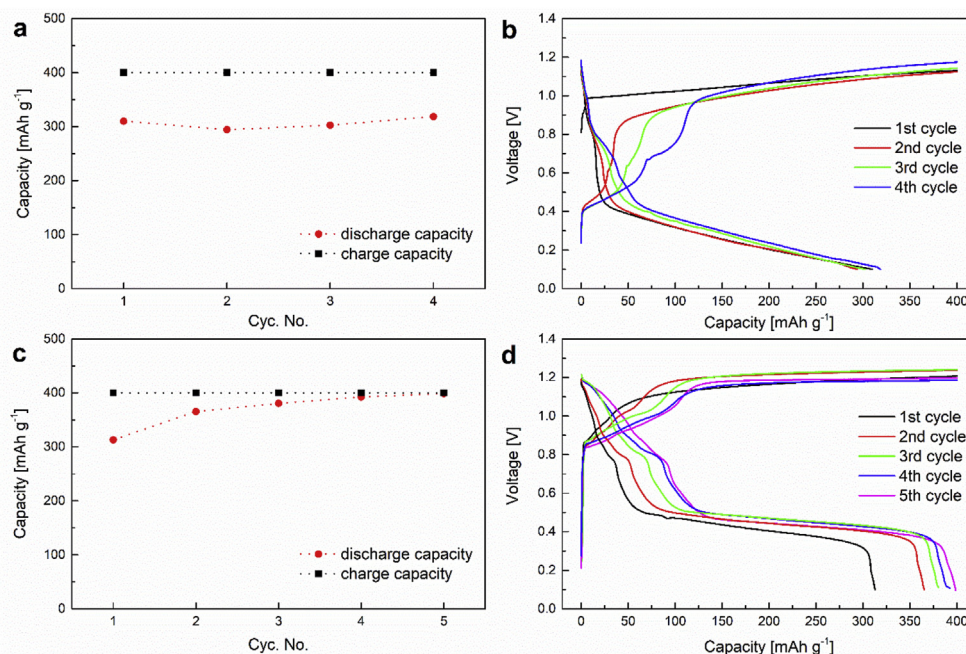 a
500
400
300
200
100
0
Capacity [mAh g⁻¹]
discharge capacity
charge capacity
1 2 3 4
Cyc. No.
b
1.4
1.2
1.0
0.8
0.6
0.4
0.2
0.0
Voltage [V]
1st cycle
2nd cycle
3rd cycle
4th cycle
0 50 100 150 200 250 300 350 400
Capacity [mAh g⁻¹]
c
500
400
300
200
100
0
Capacity [mAh g⁻¹]
discharge capacity
charge capacity
1 2 3 4 5
Cyc. No.
d
1.4
1.2
1.0
0.8
0.6
0.4
0.2
0.0
Voltage [V]
1st cycle
2nd cycle
3rd cycle
4th cycle
5th cycle
0 50 100 150 200 250 300 350 400
Capacity [mAh g⁻¹]